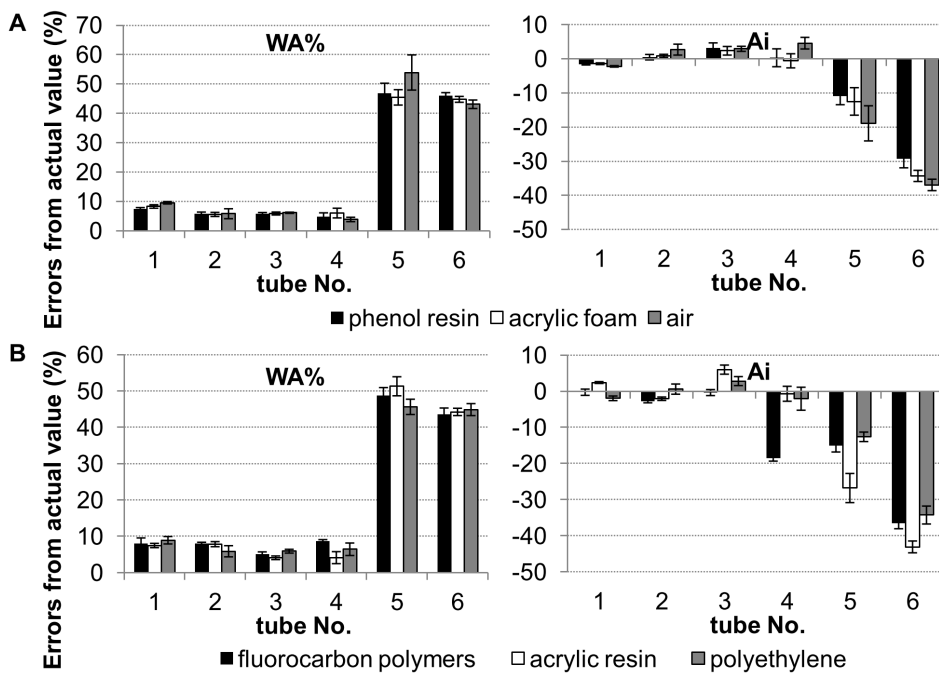 A
Errors from actual value (%)
WA%
70
60
50
40
30
20
10
0
1 2 3 4 5 6
tube No.
Ai
10
0
-10
-20
-30
-40
-50
1 2 3 4 5 6
tube No.
phenol resin acrylic foam air
B
Errors from actual value (%)
WA%
60
50
40
30
20
10
0
1 2 3 4 5 6
tube No.
Ai
10
0
-10
-20
-30
-40
-50
1 2 3 4 5 6
tube No.
fluorocarbon polymers acrylic resin polyethylene